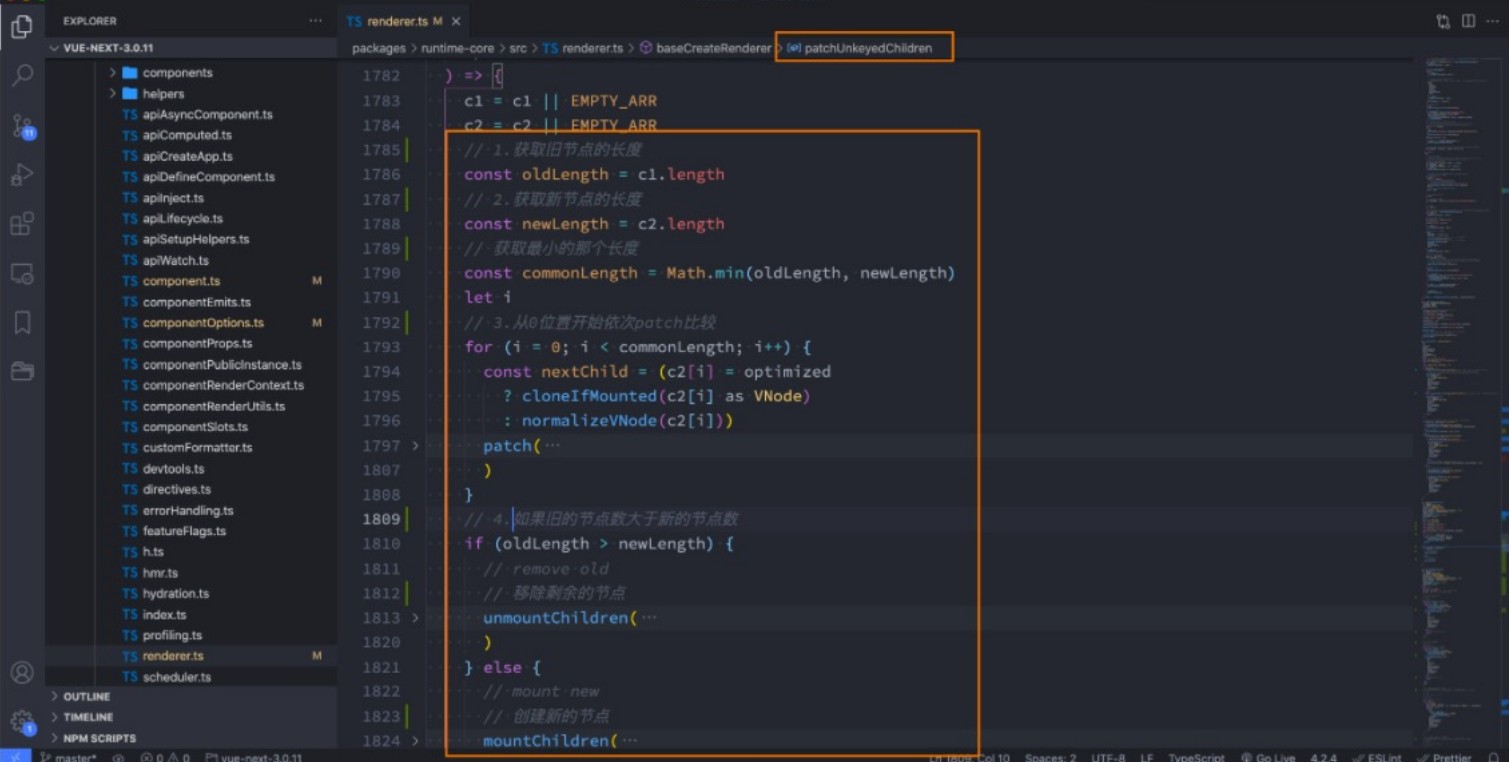 EXPLORER
TS renderer.ts M ×
VUE-NEXT-3.0.11
packages > runtime-core > src > TS renderer.ts > baseCreateRenderer > patchUnkeyedChildren
components
helpers
TS apiAsyncComponent.ts
TS apiComputed.ts
TS apiCreateApp.ts
TS apiDefineComponent.ts
TS apiInject.ts
TS apiLifecycle.ts
TS apiSetupHelpers.ts
TS apiWatch.ts
TS component.ts M
TS componentEmits.ts
TS componentOptions.ts M
TS componentProps.ts
TS componentPublicInstance.ts
TS componentRenderContext.ts
TS componentRenderUtils.ts
TS componentSlots.ts
TS customFormatter.ts
TS devtools.ts
TS directives.ts
TS errorHandling.ts
TS featureFlags.ts
TS h.ts
TS hmr.ts
TS hydration.ts
TS index.ts
TS profiling.ts
TS renderer.ts M
TS scheduler.ts
OUTLINE
TIMELINE
NPM SCRIPTS
11
1
1782 ) => {
1783 c1 = c1 || EMPTY_ARR
1784 c2 = c2 || EMPTY_ARR
1785 // 1.获取旧节点的长度
1786 const oldLength = c1.length
1787 // 2.获取新节点的长度
1788 const newLength = c2.length
1789 // 获取最小的那个长度
1790 const commonLength = Math.min(oldLength, newLength)
1791 let i
1792 // 3.从0位置开始依次patch比较
1793 for (i = 0; i < commonLength; i++) {
1794 const nextChild = (c2[i] = optimized
1795 ? cloneIfMounted(c2[i] as VNode)
1796 : normalizeVNode(c2[i]))
1797 patch(…
1807 )
1808 }
1809 // 4.如果旧的节点数大于新的节点数
1810 if (oldLength > newLength) {
1811 // remove old
1812 // 移除剩余的节点
1813 unmountChildren(…
1820 )
1821 } else {
1822 // mount new
1823 // 创建新的节点
1824 mountChildren(…
master* 0 0 vue-next-3.0.11 Ln 1809, Col 10 Spaces: 2 UTF-8 LF TypeScript Go Live 4.2.4 ESLint Prettier